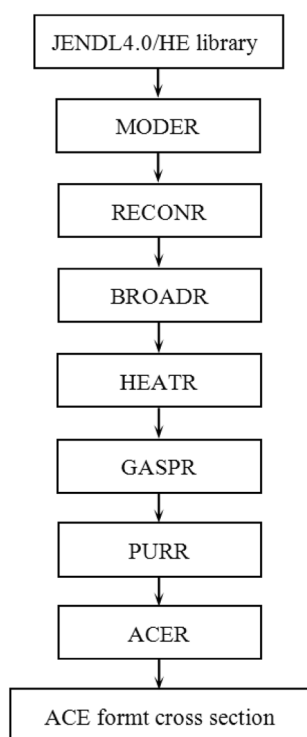 JENDL4.0/HE library
MODER
RECONR
BROADR
HEATR
GASPR
PURR
ACER
ACE formt cross section